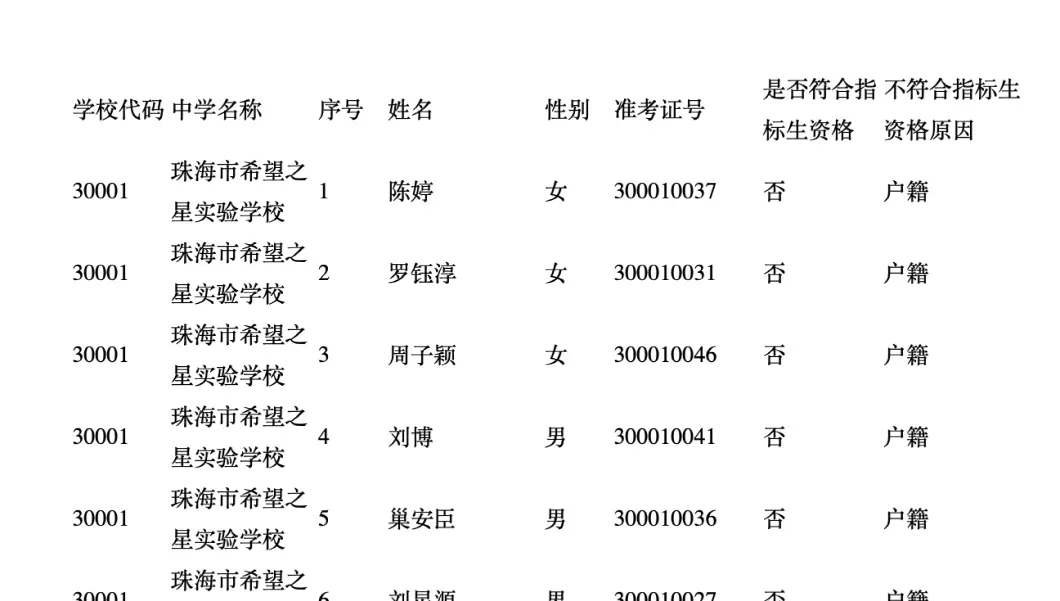 学校代码 中学名称 序号 姓名 性别 准考证号 是否符合指标生资格 不符合指标生资格原因
30001 珠海市希望之星实验学校 1 陈婷 女 300010037 否 户籍
30001 珠海市希望之星实验学校 2 罗钰淳 女 300010031 否 户籍
30001 珠海市希望之星实验学校 3 周子颖 女 300010046 否 户籍
30001 珠海市希望之星实验学校 4 刘博 男 300010041 否 户籍
30001 珠海市希望之星实验学校 5 巢安臣 男 300010036 否 户籍
30001 珠海市希望之 6 刘星源 男 300010027 否 户籍